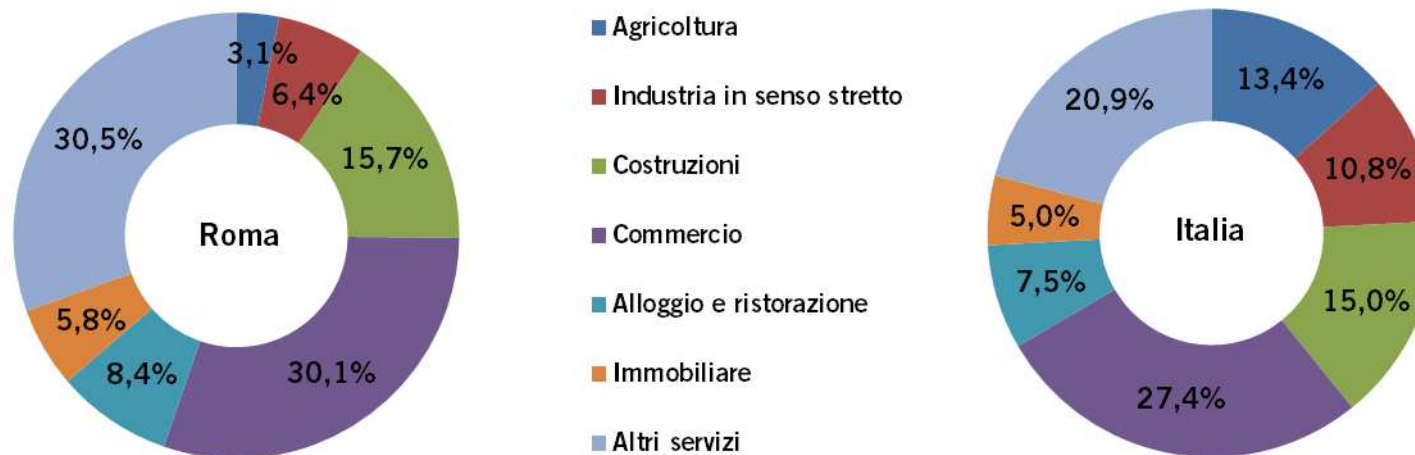 3,1%
6,4%
15,7%
30,1%
8,4%
5,8%
30,5%
Roma
Agricoltura
Industria in senso stretto
Costruzioni
Commercio
Alloggio e ristorazione
Immobiliare
Altri servizi
13,4%
10,8%
15,0%
27,4%
7,5%
5,0%
20,9%
Italia